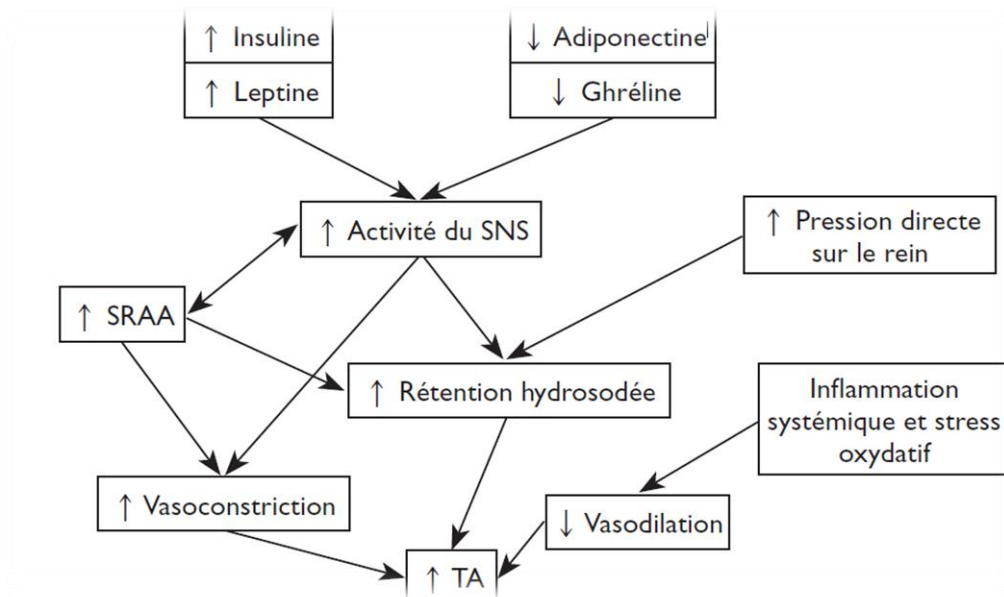 ↑ Insuline
↓ Adiponectine
↑ Leptine
↓ Ghréline
↑ Activité du SNS
↑ Pression directe
sur le rein
↑ SRAA
↑ Rétention hydrosodée
Inflammation
systémique et stress
oxydatif
↑ Vasoconstriction
↓ Vasodilation
↑ TA